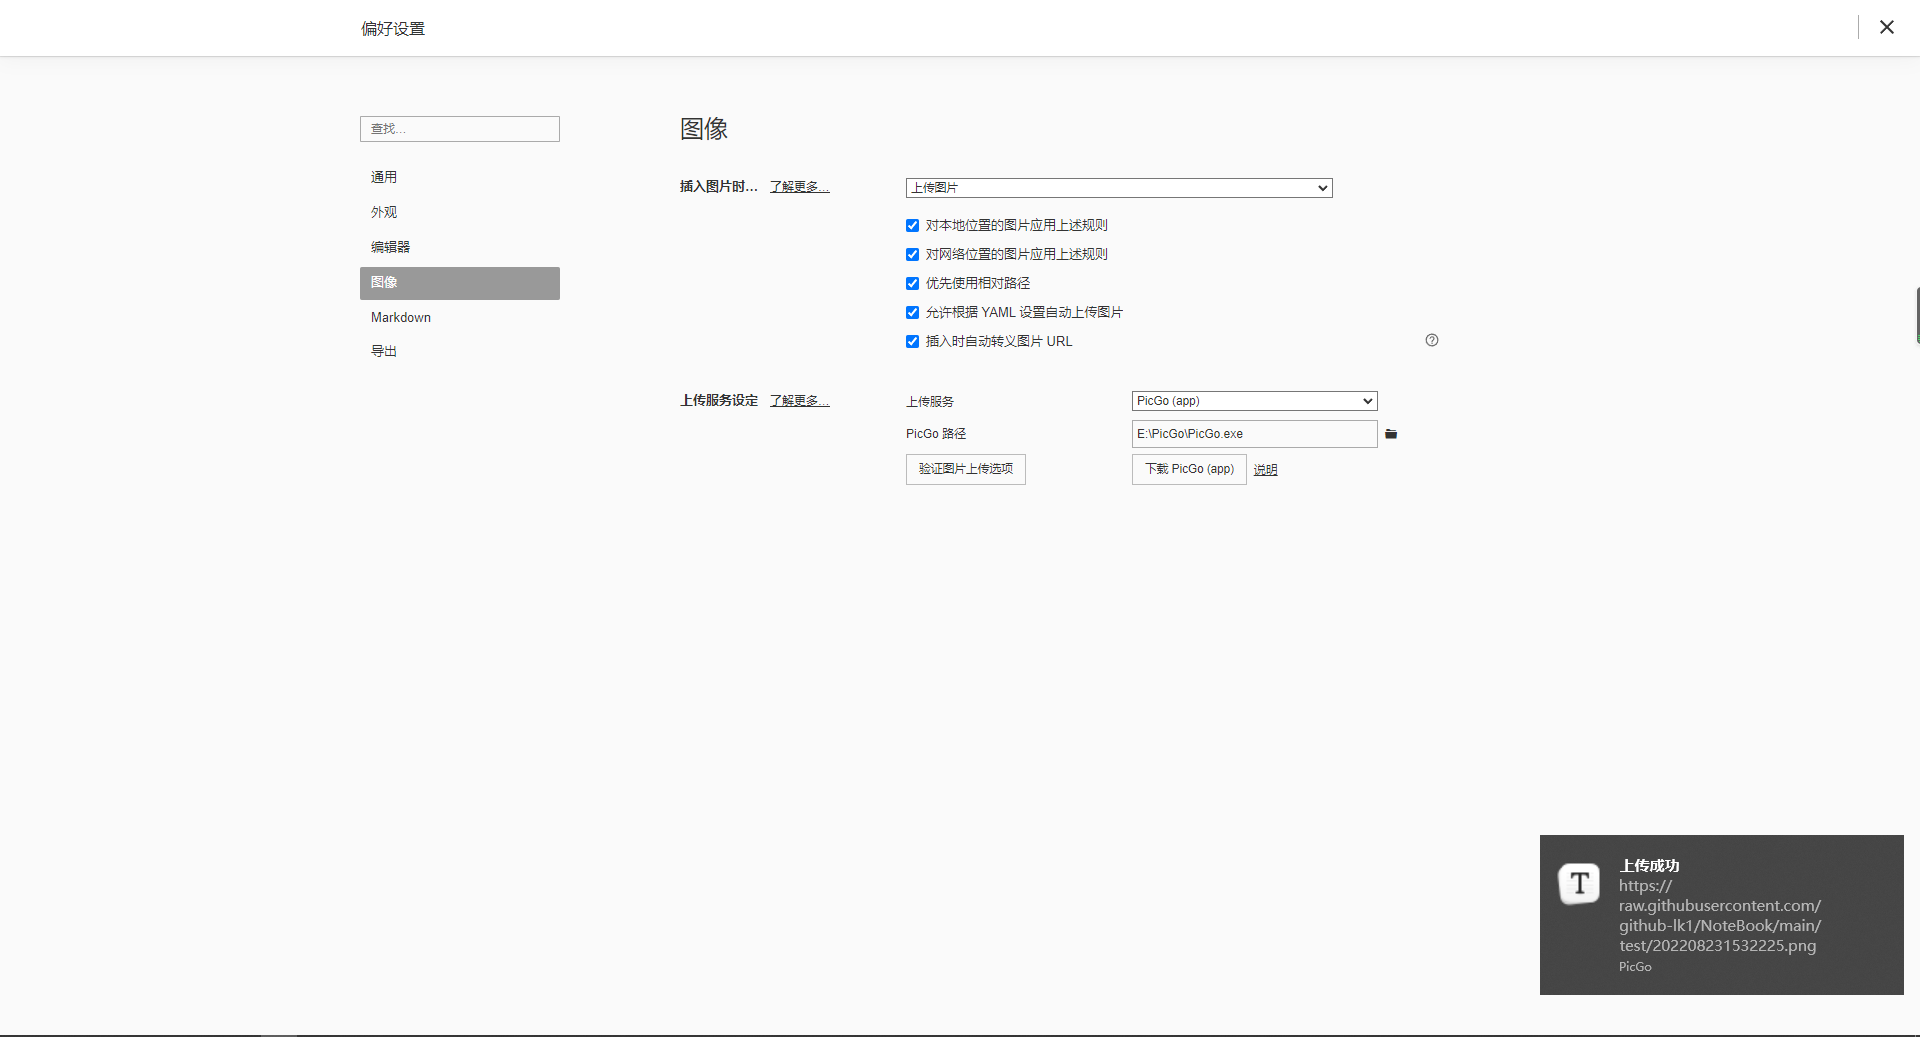 偏好设置
查找...
通用
外观
编辑器
图像
Markdown
导出
图像
插入图片时... 了解更多...
上传图片
对本地位置的图片应用上述规则
对网络位置的图片应用上述规则
优先使用相对路径
允许根据 YAML 设置自动上传图片
插入时自动转义图片 URL
上传服务设定 了解更多...
上传服务 PicGo (app)
PicGo 路径 E:\PicGo\PicGo.exe
验证图片上传选项 下载 PicGo (app) 说明
T
上传成功
https://
raw.githubusercontent.com/
github-lk1/NoteBook/main/
test/202208231532225.png
PicGo